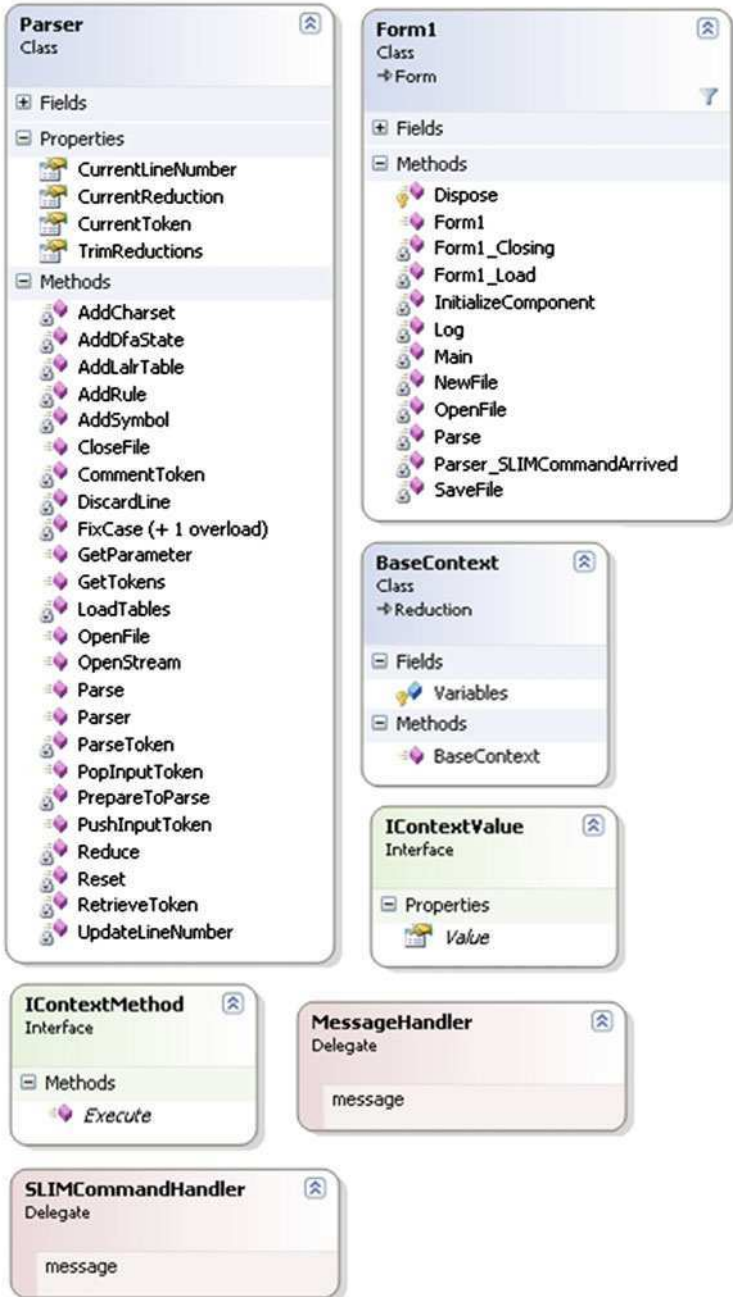 Parser
Class
Fields
Properties
CurrentLineNumber
CurrentReduction
CurrentToken
TrimReductions
Methods
AddCharset
AddDfaState
AddLalrTable
AddRule
AddSymbol
CloseFile
CommentToken
DiscardLine
FixCase (+ 1 overload)
GetParameter
GetTokens
LoadTables
OpenFile
OpenStream
Parse
Parser
ParseToken
PopInputToken
PrepareToParse
PushInputToken
Reduce
Reset
RetrieveToken
UpdateLineNumber
Form1
Class
Form
Fields
Methods
Dispose
Form1
Form1_Closing
Form1_Load
InitializeComponent
Log
Main
NewFile
OpenFile
Parse
Parser_SLIMCommandArrived
SaveFile
BaseContext
Class
Reduction
Fields
Variables
Methods
BaseContext
IContextValue
Interface
Properties
Value
IContextMethod
Interface
Methods
Execute
MessageHandler
Delegate
message
SLIMCommandHandler
Delegate
message